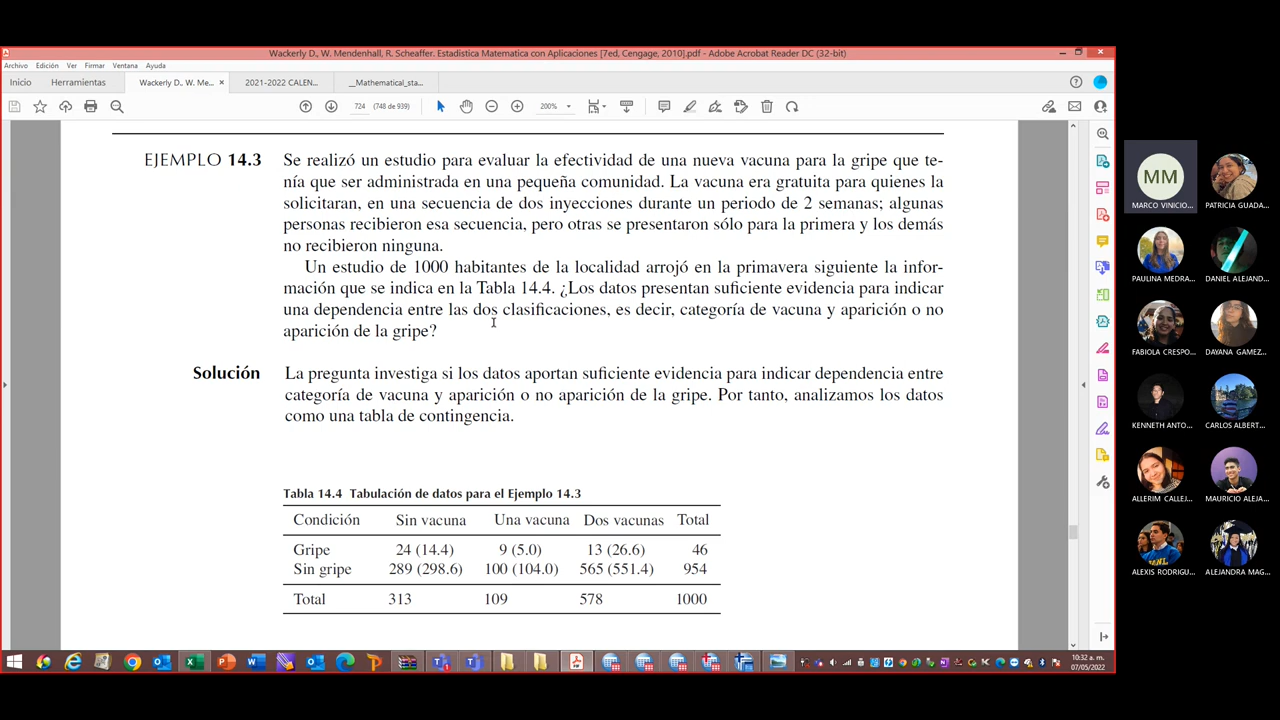 Wackerly D., W. Mendenhall, R. Scheaffer. Estadistica Matematica con Aplicaciones [7ed, Cengage, 2010].pdf - Adobe Acrobat Reader DC (32-bit)
Archivo Edición Ver Firmar Ventana Ayuda
Inicio Herramientas Wackerly D., W. Me... × 2021-2022 CALEN... __Mathematical_sta...
724 (748 de 939) 200%
EJEMPLO 14.3 Se realizó un estudio para evaluar la efectividad de una nueva vacuna para la gripe que te-
nía que ser administrada en una pequeña comunidad. La vacuna era gratuita para quienes la
solicitaran, en una secuencia de dos inyecciones durante un periodo de 2 semanas; algunas
personas recibieron esa secuencia, pero otras se presentaron sólo para la primera y los demás
no recibieron ninguna.
Un estudio de 1000 habitantes de la localidad arrojó en la primavera siguiente la infor-
mación que se indica en la Tabla 14.4. ¿Los datos presentan suficiente evidencia para indicar
una dependencia entre las dos clasificaciones, es decir, categoría de vacuna y aparición o no
aparición de la gripe?
Solución La pregunta investiga si los datos aportan suficiente evidencia para indicar dependencia entre
categoría de vacuna y aparición o no aparición de la gripe. Por tanto, analizamos los datos
como una tabla de contingencia.
Tabla 14.4 Tabulación de datos para el Ejemplo 14.3
Condición Sin vacuna Una vacuna Dos vacunas Total
Gripe 24 (14.4) 9 (5.0) 13 (26.6) 46
Sin gripe 289 (298.6) 100 (104.0) 565 (551.4) 954
Total 313 109 578 1000
10:32 a. m.
07/05/2022
MM
MARCO VINICIO... PATRICIA GUADA...
PAULINA MEDRA... DANIEL ALEJAND...
FABIOLA CRESPO... DAYANA GAMEZ...
KENNETH ANTO... CARLOS ALBERT...
ALLERIM CALLEJ... MAURICIO ALEJA...
ALEXIS RODRIGU... ALEJANDRA MAG...